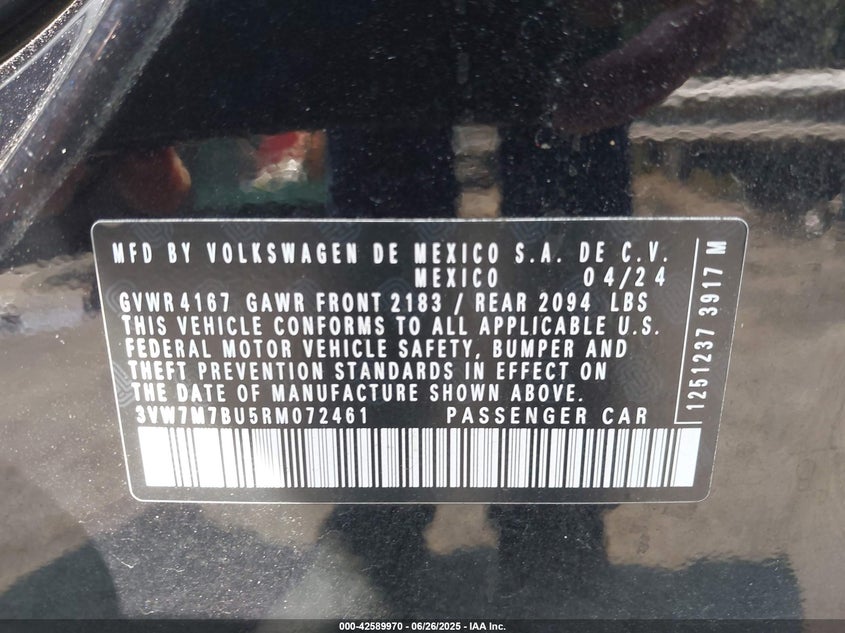 MFD BY VOLKSWAGEN DE MEXICO S.A. DE C.V.
MEXICO 04/24
GVWR 4167 GAWR FRONT 2183 / REAR 2094 LBS
THIS VEHICLE CONFORMS TO ALL APPLICABLE U.S.
FEDERAL MOTOR VEHICLE SAFETY, BUMPER AND
THEFT PREVENTION STANDARDS IN EFFECT ON
THE DATE OF MANUFACTURE SHOWN ABOVE.
3VW7M7BU5RM072461 PASSENGER CAR
1251237 3917 M
000-42589970 - 06/26/2025 - IAA Inc.